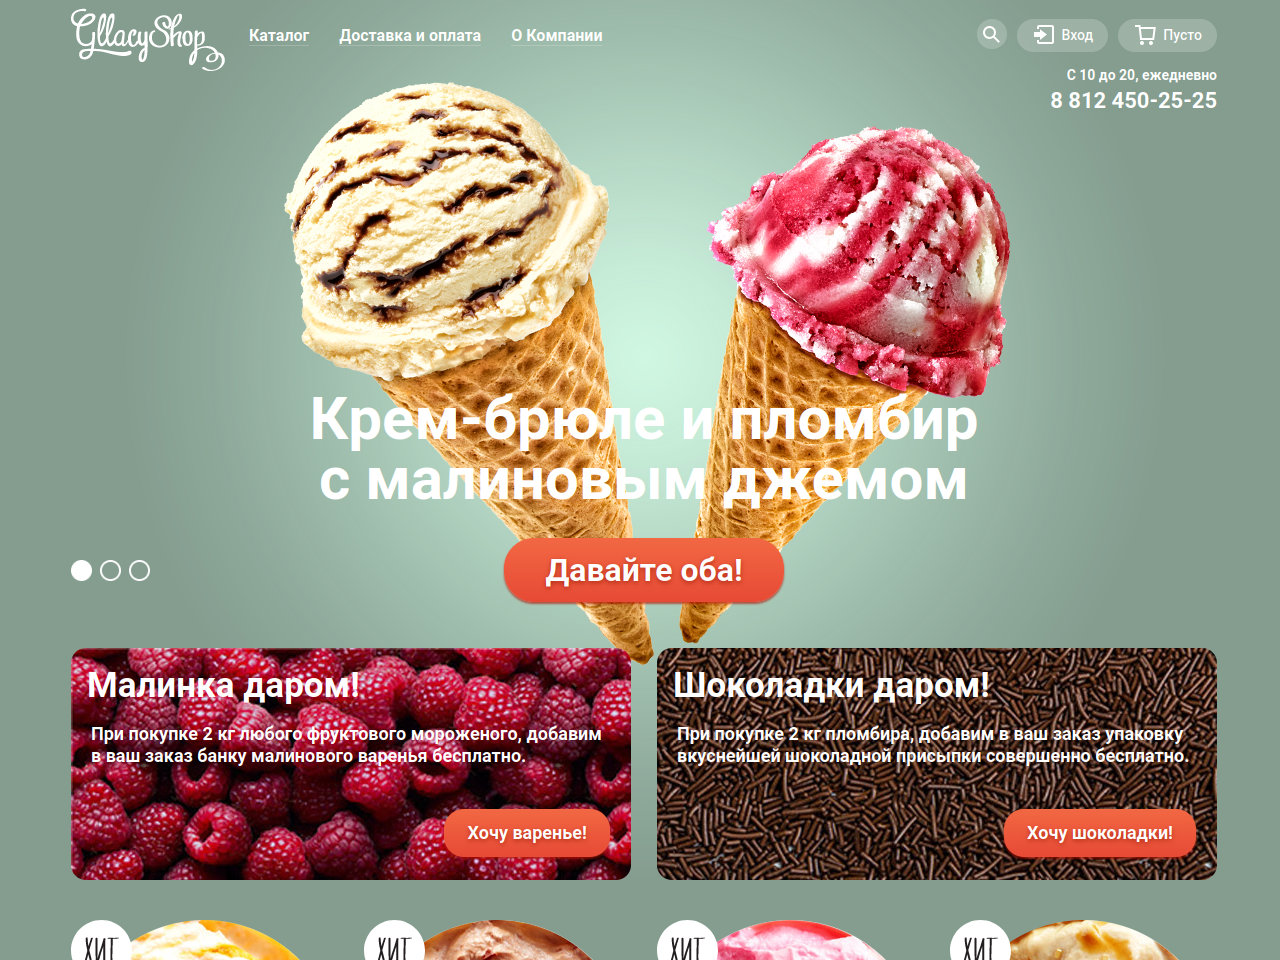 GllacyShop
Каталог
Доставка и оплата
О Компании
Вход
Пусто
С 10 до 20, ежедневно
8 812 450-25-25
Крем-брюле и пломбир
с малиновым джемом
Давайте оба!
Малинка даром!
При покупке 2 кг любого фруктового мороженого, добавим
в ваш заказ банку малинового варенья бесплатно.
Хочу варенье!
Шоколадки даром!
При покупке 2 кг пломбира, добавим в ваш заказ упаковку
вкуснейшей шоколадной присыпки совершенно бесплатно.
Хочу шоколадки!
ХИТ
ХИТ
ХИТ
ХИТ